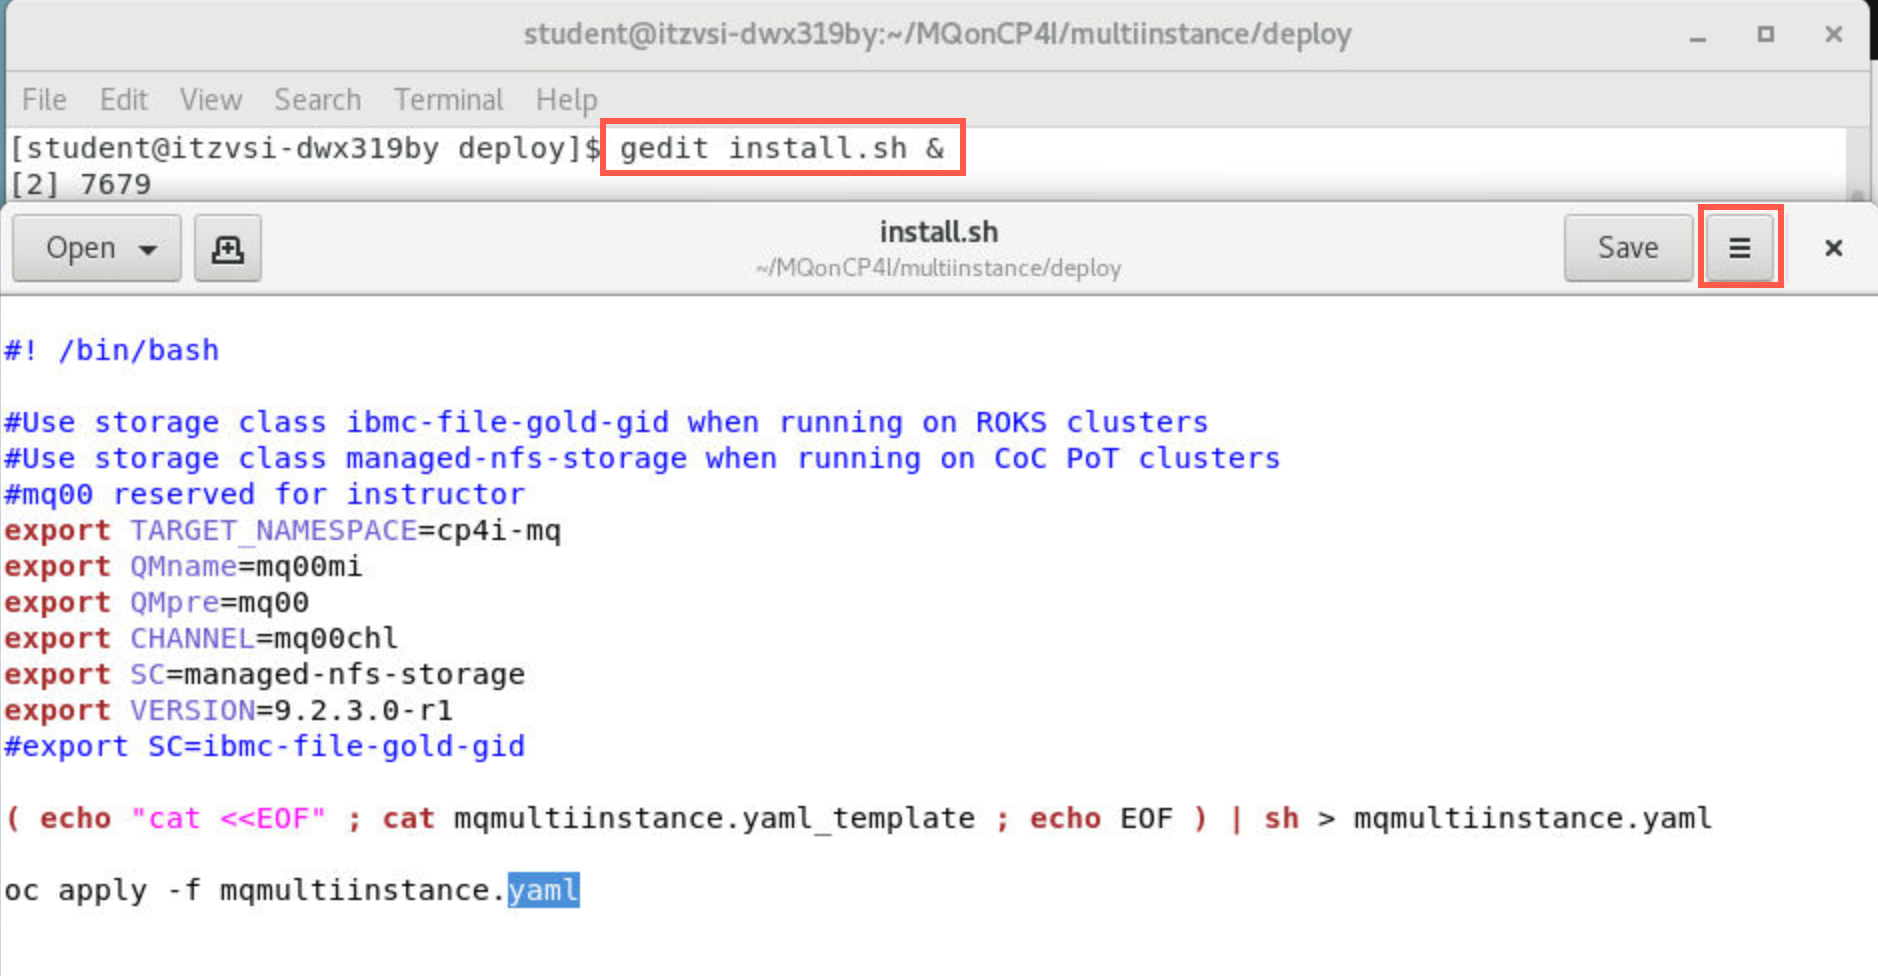 student@itzvsi-dwx319by:~/MQonCP4I/multiinstance/deploy
File Edit View Search Terminal Help
[student@itzvsi-dwx319by deploy]$ gedit install.sh &
[2] 7679
Open install.sh Save
~/MQonCP4I/multiinstance/deploy
#! /bin/bash
#Use storage class ibmc-file-gold-gid when running on ROKS clusters
#Use storage class managed-nfs-storage when running on CoC PoT clusters
#mq00 reserved for instructor
export TARGET_NAMESPACE=cp4i-mq
export QMname=mq00mi
export QMpre=mq00
export CHANNEL=mq00chl
export SC=managed-nfs-storage
export VERSION=9.2.3.0-r1
#export SC=ibmc-file-gold-gid
( echo "cat <<EOF" ; cat mqmultiinstance.yaml_template ; echo EOF ) | sh > mqmultiinstance.yaml
oc apply -f mqmultiinstance.yaml